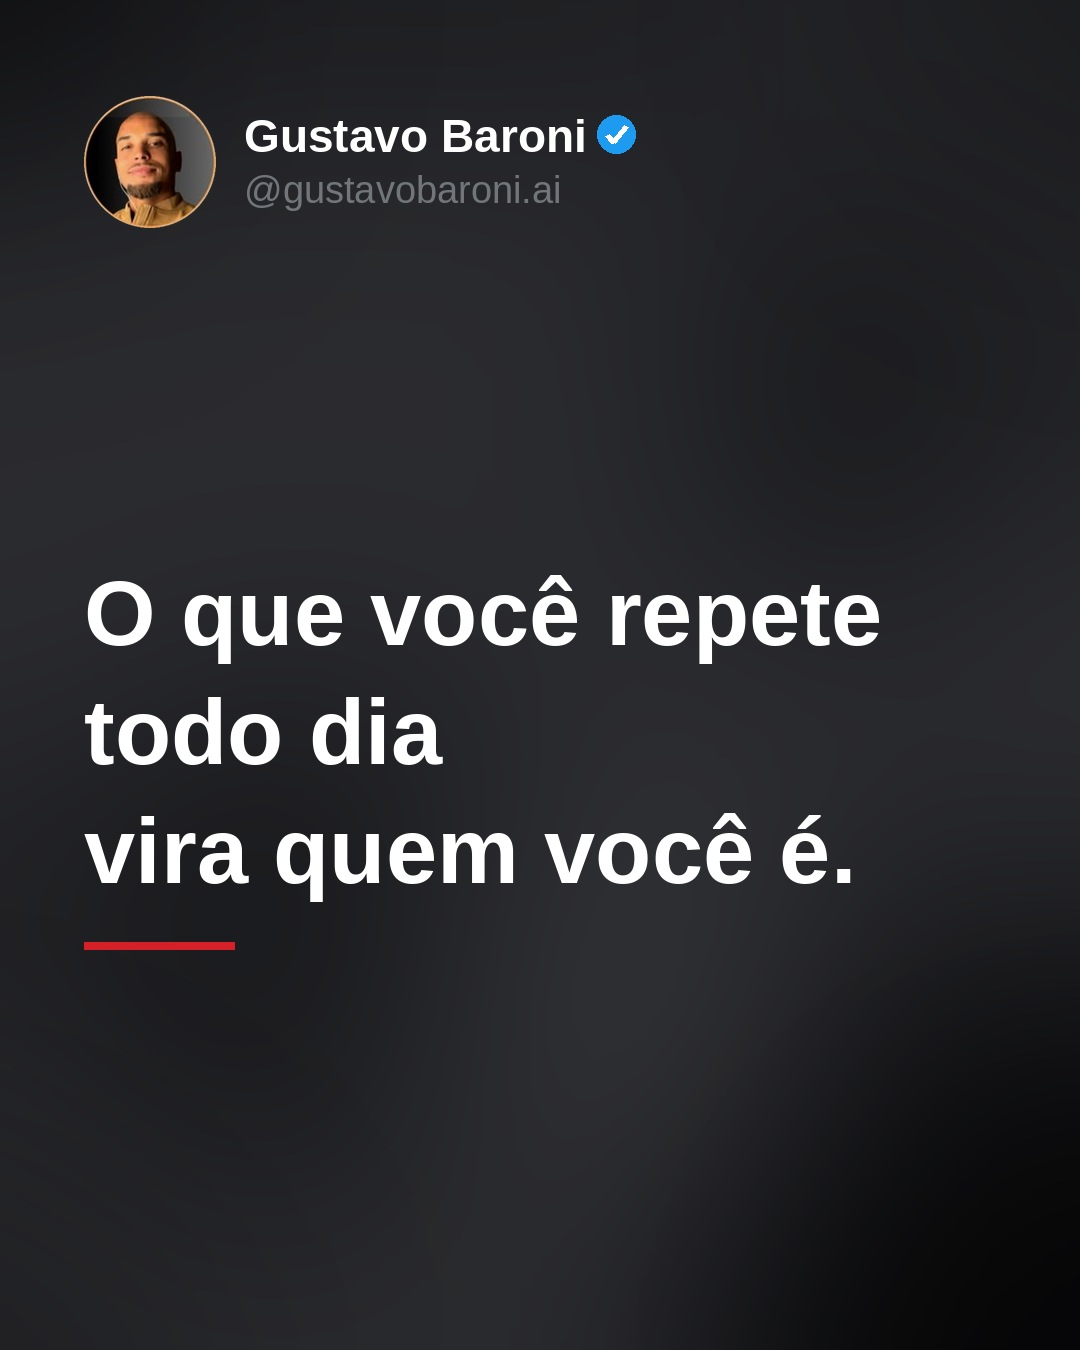 Gustavo Baroni
@gustavobaroni.ai
O que você repete
todo dia
vira quem você é.